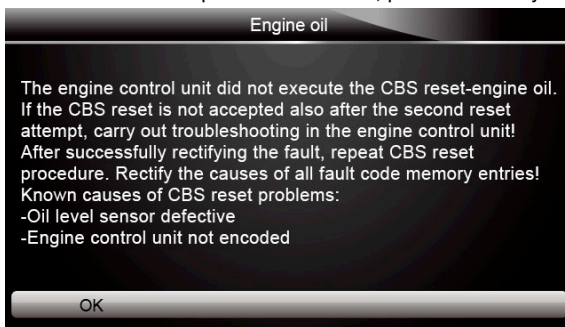 Engine oil
The engine control unit did not execute the CBS reset-engine oil.
If the CBS reset is not accepted also after the second reset
attempt, carry out troubleshooting in the engine control unit!
After successfully rectifying the fault, repeat CBS reset
procedure. Rectify the causes of all fault code memory entries!
Known causes of CBS reset problems:
-Oil level sensor defective
-Engine control unit not encoded
OK